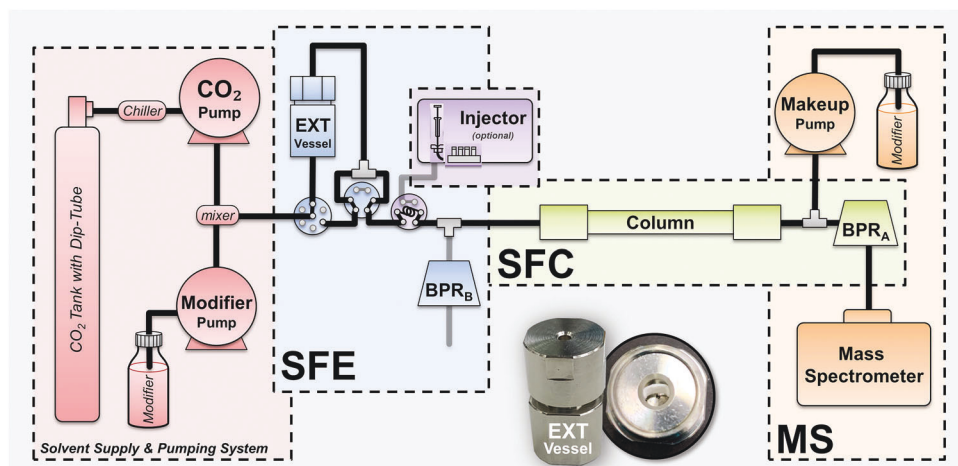 CO2 Tank with Dip-Tube
Chiller
CO2
Pump
mixer
Modifier
Pump
Modifier
Solvent Supply & Pumping System
EXT
Vessel
SFE
Injector
(optional)
BPRB
Column
SFC
EXT
Vessel
Makeup
Pump
Modifier
BPRA
Mass
Spectrometer
MS